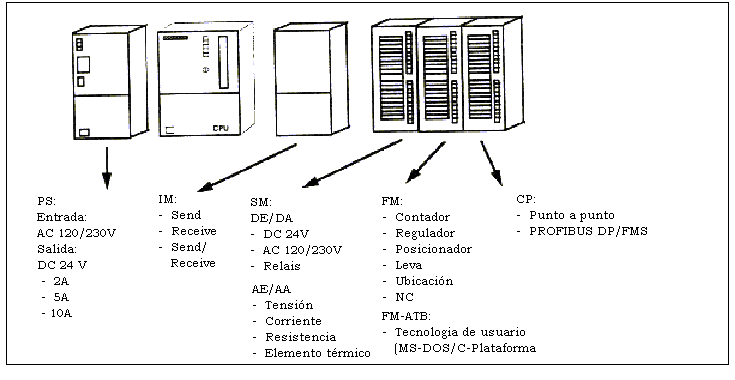 CPU
PS:
Entrada:
AC 120/230V
Salida:
DC 24 V
- 2A
- 5A
- 10A
IM:
- Send
- Receive
- Send/
Receive
SM:
DE/DA
- DC 24V
- AC 120/230V
- Relais
AE/AA
- Tensión
- Corriente
- Resistencia
- Elemento térmico
FM:
- Contador
- Regulador
- Posicionador
- Leva
- Ubicación
- NC
FM-ATB:
- Tecnologia de usuario
(MS-DOS/C-Plataforma
CP:
- Punto a punto
- PROFIBUS DP/FMS